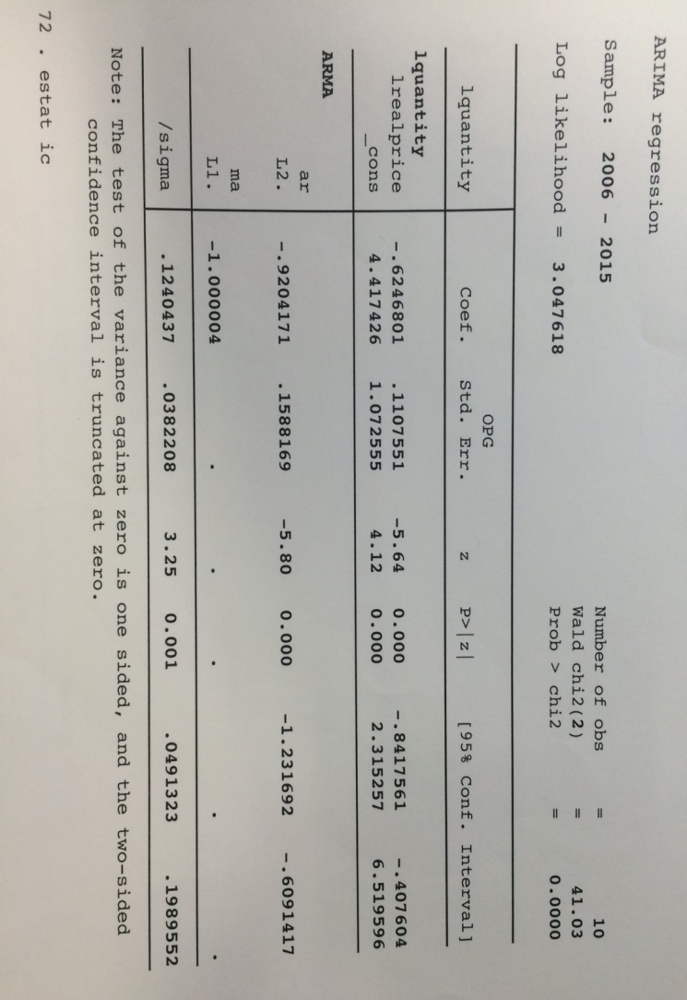 ARIMA regression
Sample: 2006 - 2015 Number of obs = 10
Wald chi2(2) = 41.03
Log likelihood = 3.047618 Prob > chi2 = 0.0000
OPG
lquantity Coef. Std. Err. z P>|z| [95% Conf. Interval]
lquantity
lrealprice -.6246801 .1107551 -5.64 0.000 -.8417561 -.407604
_cons 4.417426 1.072555 4.12 0.000 2.315257 6.519596
ARMA
ar
L2. -.9204171 .1588169 -5.80 0.000 -1.231692 -.6091417
ma
L1. -1.000004 . . . . .
/sigma .1240437 .0382208 3.25 0.001 .0491323 .1989552
Note: The test of the variance against zero is one sided, and the two-sided
confidence interval is truncated at zero.
72 . estat ic